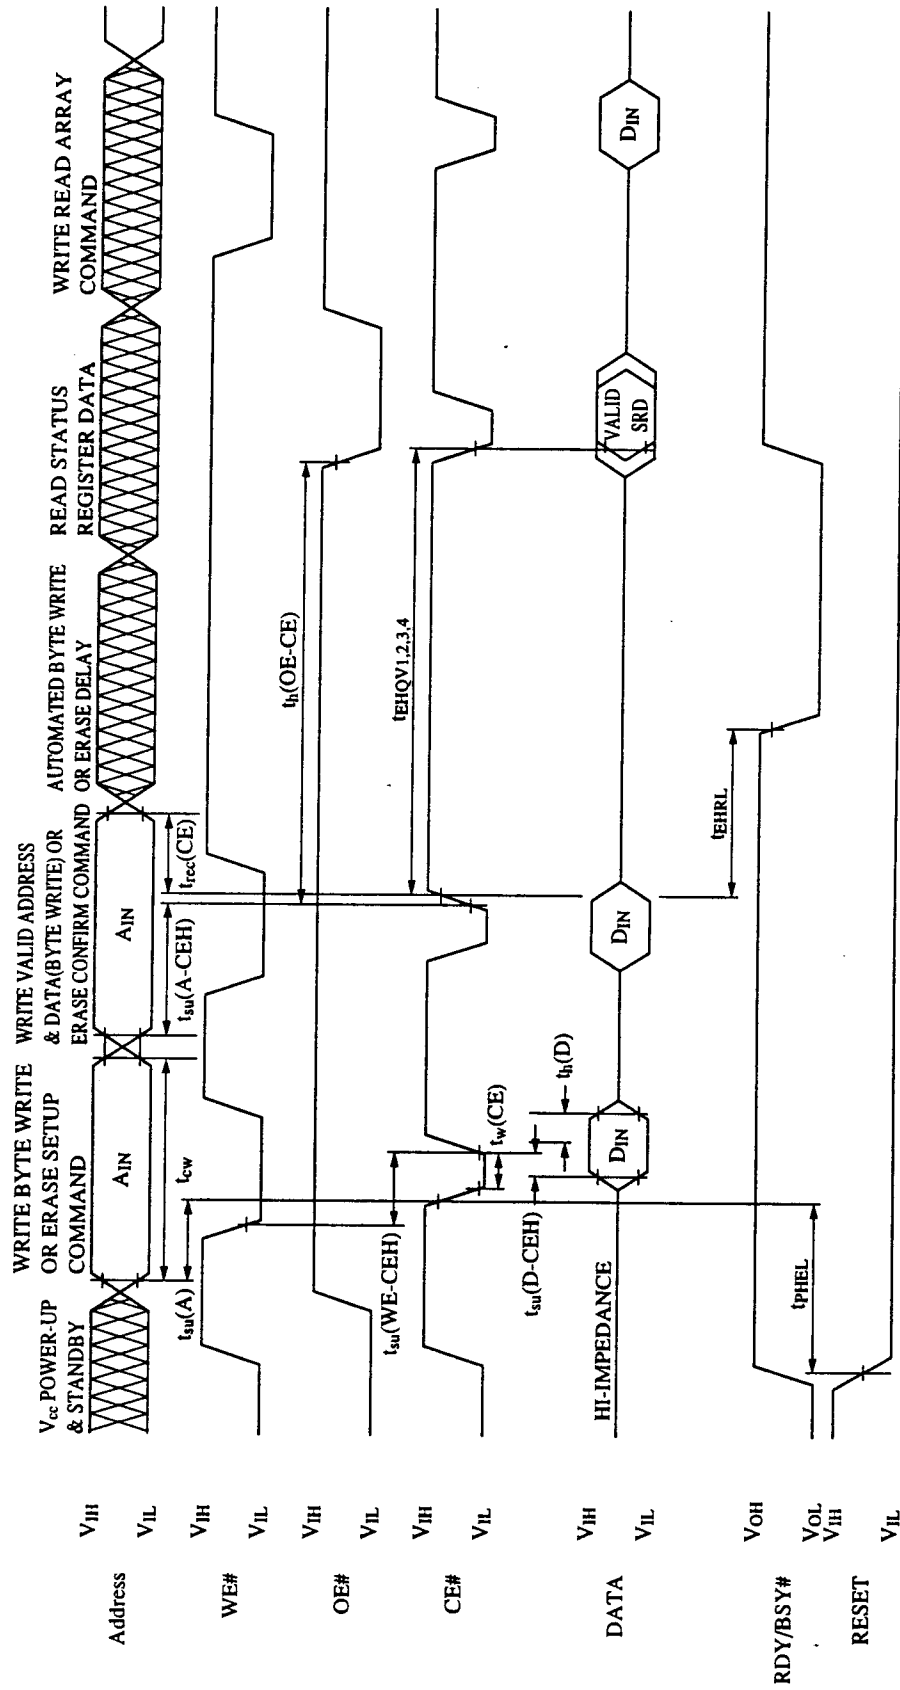 VCC POWER-UP
& STANDBY
WRITE BYTE WRITE
OR ERASE SETUP
COMMAND
WRITE VALID ADDRESS
& DATA(BYTE WRITE) OR
ERASE CONFIRM COMMAND
AUTOMATED BYTE WRITE
OR ERASE DELAY
READ STATUS
REGISTER DATA
WRITE READ ARRAY
COMMAND
Address
VIH
VIL
AIN
AIN
tcw
tsu(A)
tsu(A-CEH)
trec(CE)
WE#
VIH
VIL
OE#
VIH
VIL
tsu(WE-CEH)
th(OE-CE)
CE#
VIH
VIL
tw(CE)
tEHQV1,2,3,4
tsu(D-CEH)
th(D)
DATA
VIH
VIL
HI-IMPEDANCE
DIN
DIN
VALID
SRD
DIN
tPHEL
tEHRL
RDY/BSY#
VOH
VOL
RESET
VIH
VIL